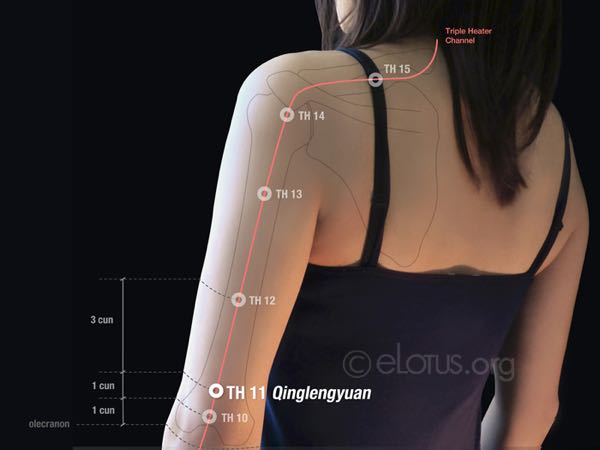 Triple Heater
Channel
TH 15
TH 14
TH 13
TH 12
3 cun
© eLotus.org
1 cun
TH 11 Qinglengyuan
1 cun
TH 10
olecranon